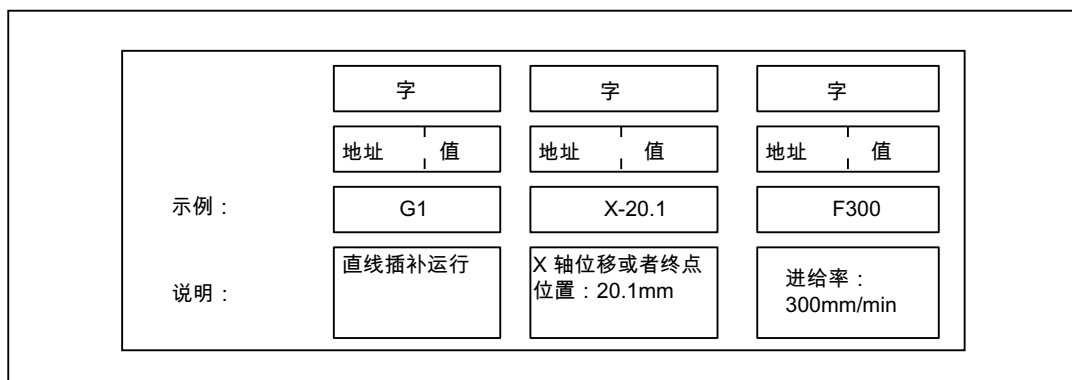 字 字 字
地址 值 地址 值 地址 值
示例： G1 X-20.1 F300
说明： 直线插补运行 X 轴位移或者终点 进给率：
位置：20.1mm 300mm/min